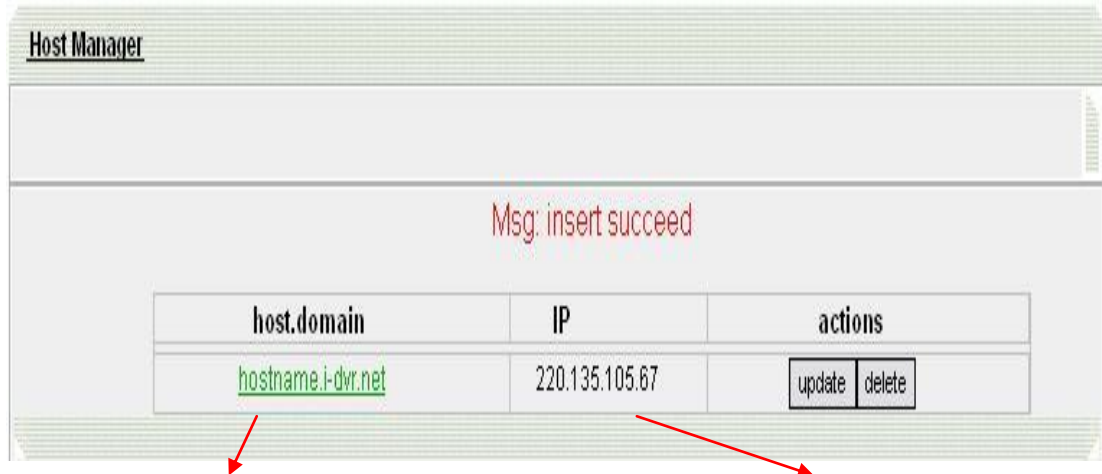 Host Manager
Msg: insert succeed
host.domain IP actions
hostname.i-dvr.net 220.135.105.67 update delete